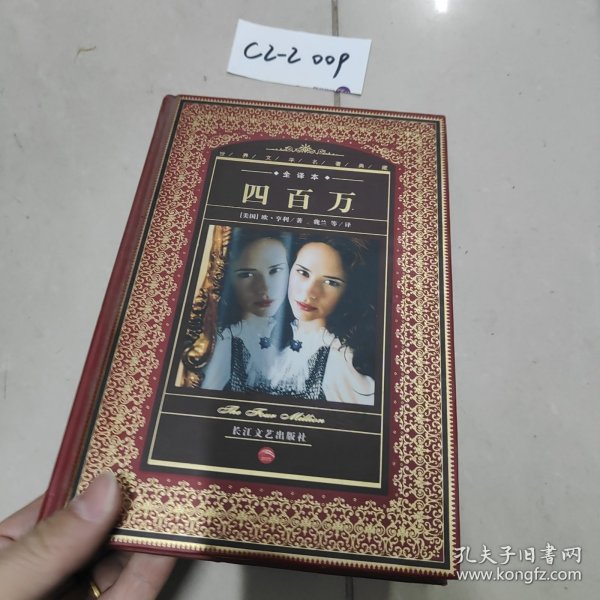 C2-2 009
世/界/文/学/名/著/典/藏
全译本
四百万
[美国]欧·亨利/著 龚兰 等/译
The Four Million
长江文艺出版社
孔夫子旧书网
www.kongfz.com